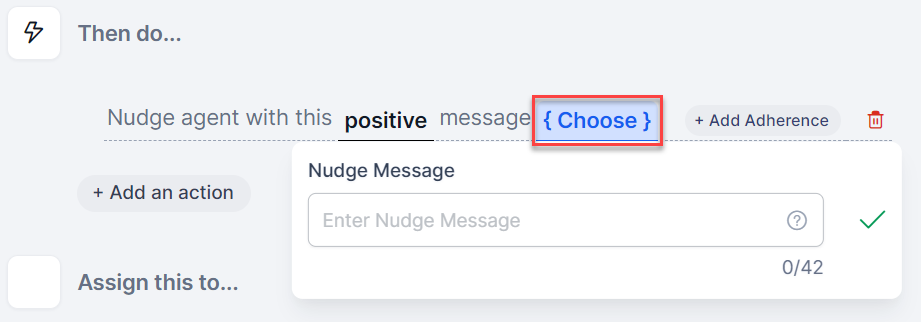 Then do...
Nudge agent with this positive message { Choose } + Add Adherence
Nudge Message
+ Add an action
Enter Nudge Message ?
0/42
Assign this to...